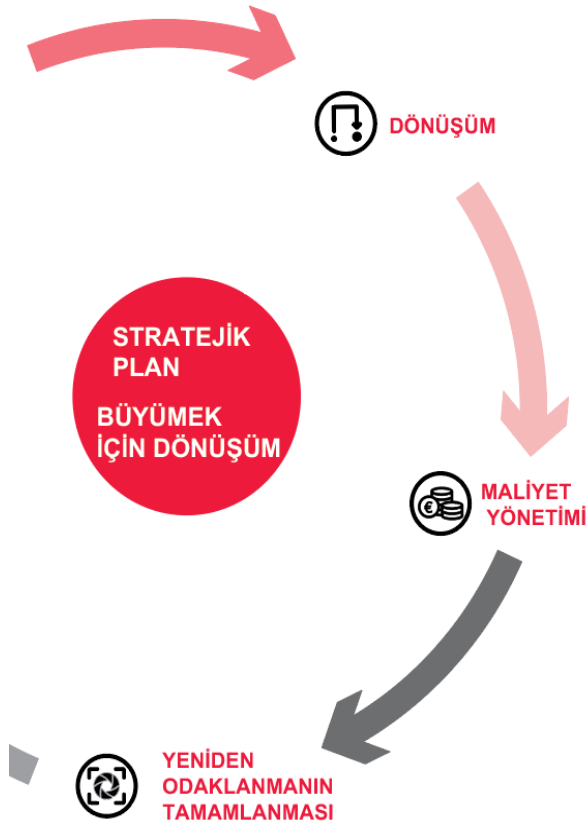 DÖNÜŞÜM
STRATEJİK
PLAN
BÜYÜMEK
İÇİN DÖNÜŞÜM
MALİYET
YÖNETİMİ
YENİDEN
ODAKLANMANIN
TAMAMLANMASI